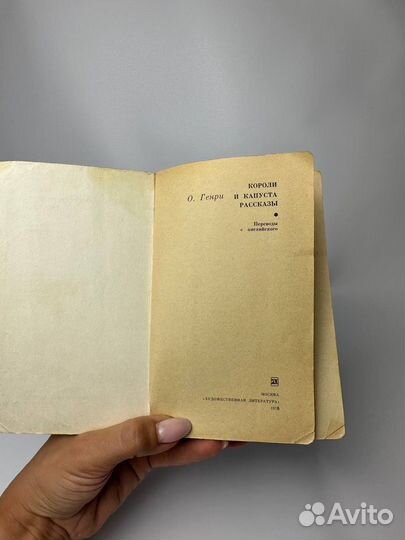 О. Генри
КОРОЛИ
И КАПУСТА
РАССКАЗЫ
Переводы
с английского
МОСКВА
«ХУДОЖЕСТВЕННАЯ ЛИТЕРАТУРА»
Avito